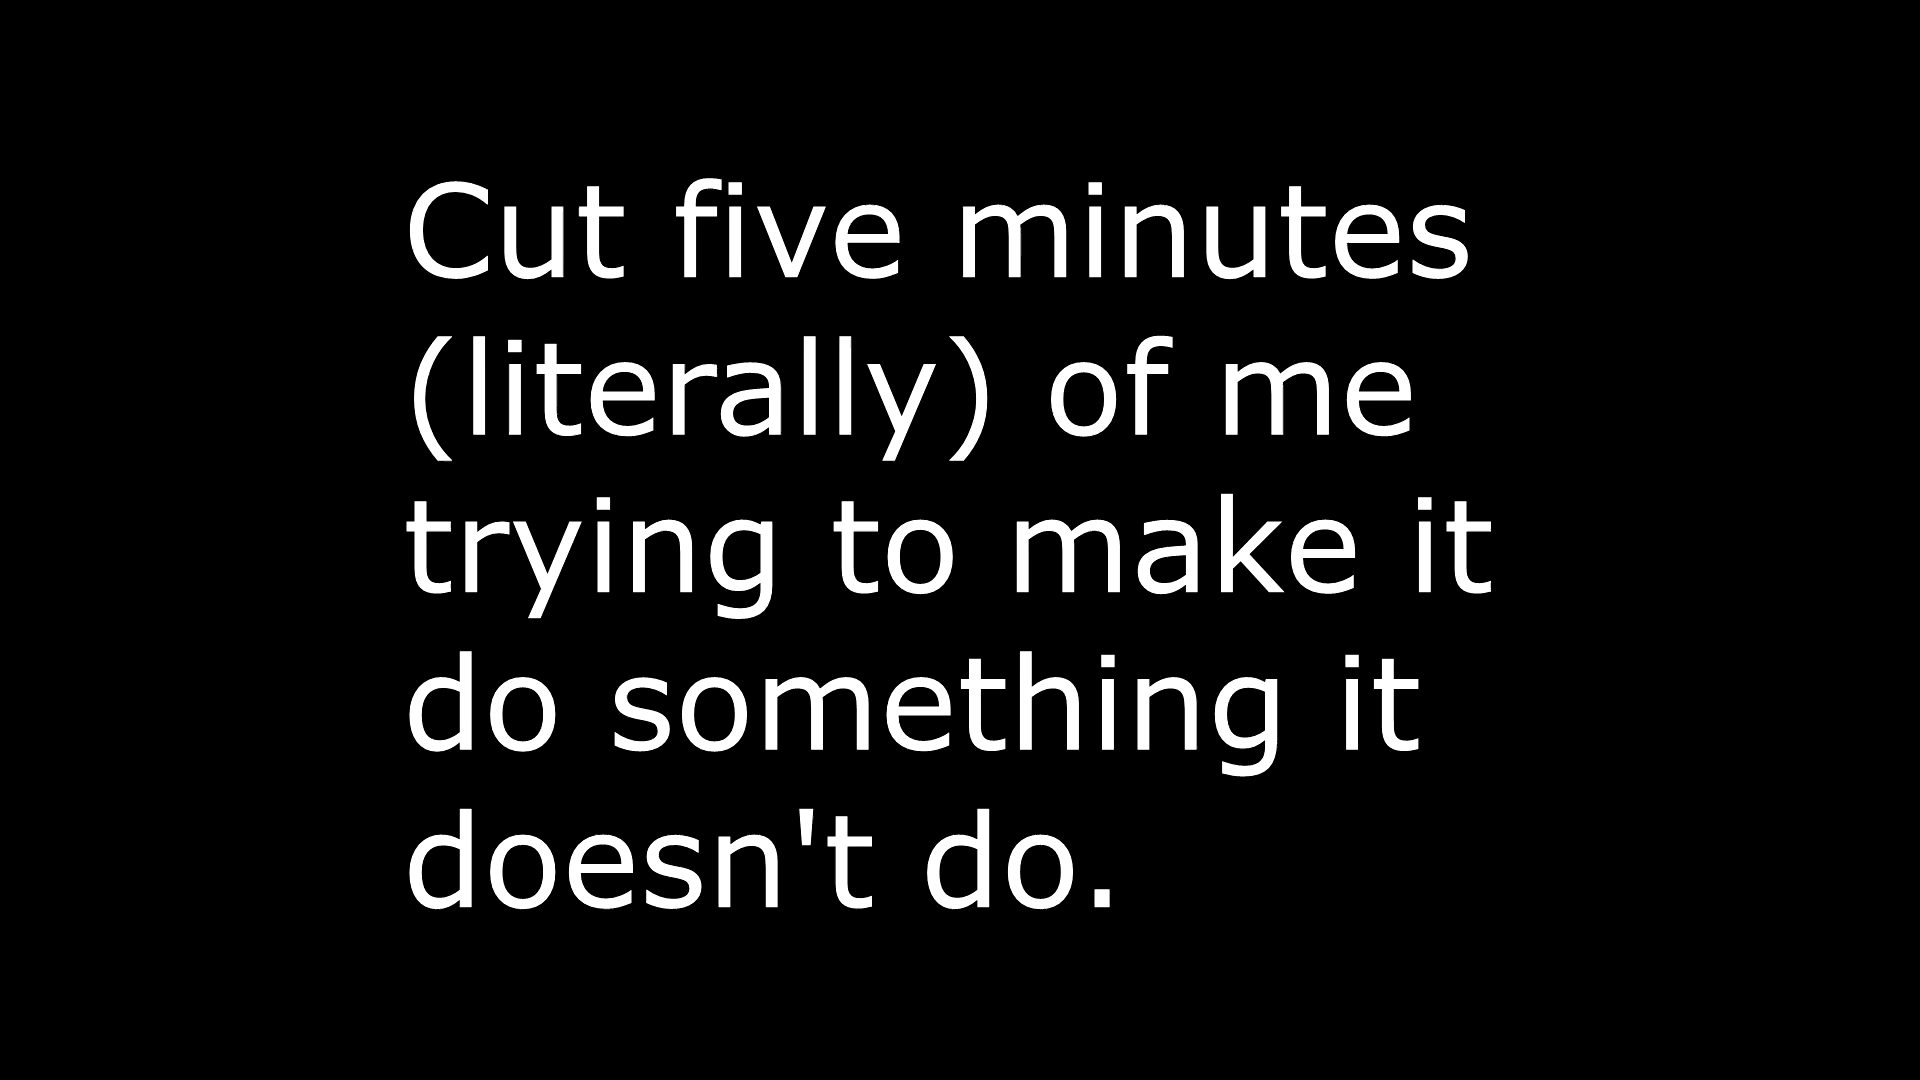 Cut five minutes
(literally) of me
trying to make it
do something it
doesn't do.